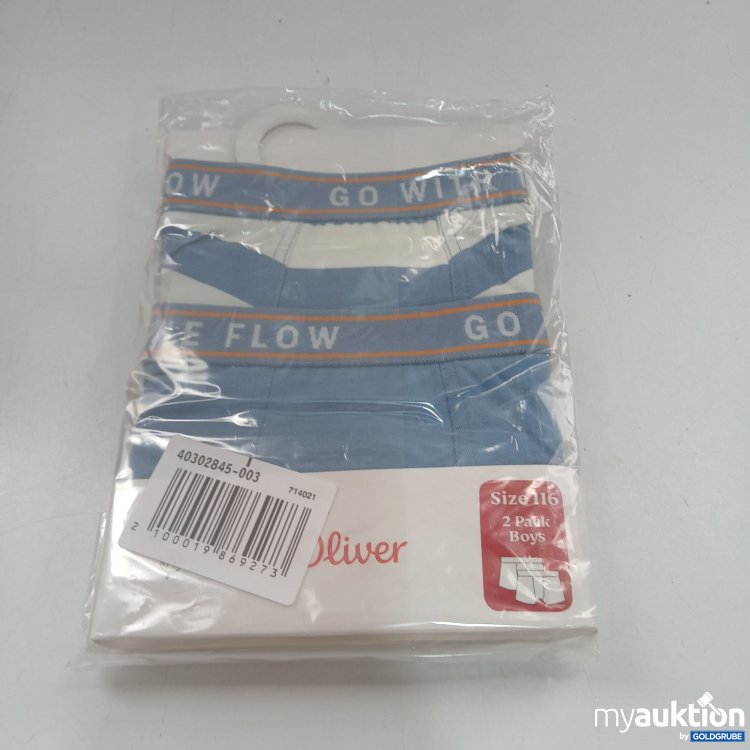 OW GO WITH
E FLOW GO
40302845-003
714021
2 100019 869273
Oliver
Size 116
2 Pack
Boys
myauktion
by GOLDGRUBE